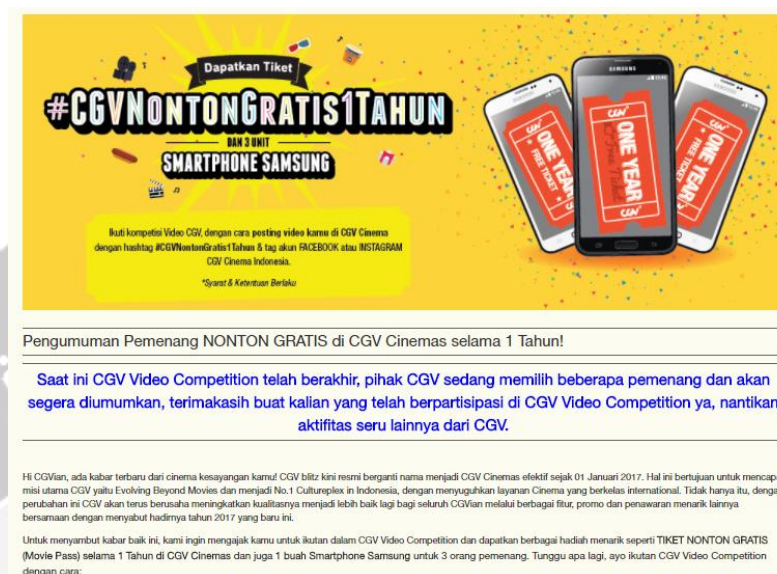 Dapatkan Tiket
#CGVNONTONGRATIS1TAHUN
DAN 3 UNIT
SMARTPHONE SAMSUNG
Ikuti kompetisi Video CGV, dengan cara posting video kamu di CGV Cinema
dengan hashtag #CGVNontonGratis1Tahun & tag akun FACEBOOK atau INSTAGRAM
CGV Cinema Indonesia.
*Syarat & Ketentuan Berlaku
SAMSUNG
CGV
ONE YEAR
FREE TICKET
CGV
ONE YEAR
Free Ticket
CGV
CGV
ONE YEAR
FREE TICKET
Pengumuman Pemenang NONTON GRATIS di CGV Cinemas selama 1 Tahun!
Saat ini CGV Video Competition telah berakhir, pihak CGV sedang memilih beberapa pemenang dan akan
segera diumumkan, terimakasih buat kalian yang telah berpartisipasi di CGV Video Competition ya, nantikan
aktifitas seru lainnya dari CGV.
Hi CGVian, ada kabar terbaru dari cinema kesayangan kamu! CGV blitz kini resmi berganti nama menjadi CGV Cinemas efektif sejak 01 Januari 2017. Hal ini bertujuan untuk mencap
misi utama CGV yaitu Evolving Beyond Movies dan menjadi No.1 Cultureplex in Indonesia, dengan menyuguhkan layanan Cinema yang berkelas international. Tidak hanya itu, denga
perubahan ini CGV akan terus berusaha meningkatkan kualitasnya menjadi lebih baik lagi bagi seluruh CGVian melalui berbagai fitur, promo dan penawaran menarik lainnya
bersamaan dengan menyabut hadirnya tahun 2017 yang baru ini.
Untuk menyambut kabar baik ini, kami ingin mengajak kamu untuk ikutan dalam CGV Video Competition dan dapatkan berbagai hadiah menarik seperti TIKET NONTON GRATIS
(Movie Pass) selama 1 Tahun di CGV Cinemas dan juga 1 buah Smartphone Samsung untuk 3 orang pemenang. Tunggu apa lagi, ayo ikutan CGV Video Competition
dengan cara: